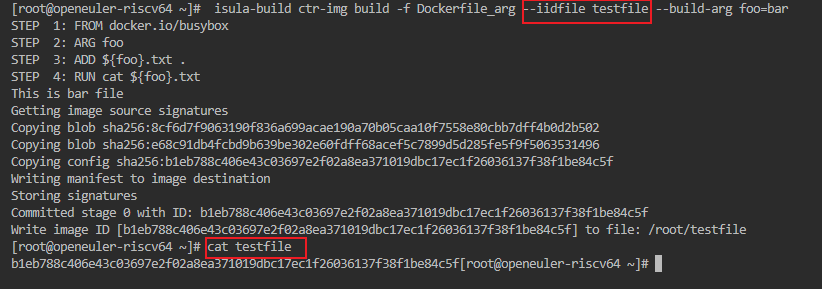 [root@openeuler-riscv64 ~]#  isula-build ctr-img build -f Dockerfile_arg --iidfile testfile --build-arg foo=bar
STEP  1: FROM docker.io/busybox
STEP  2: ARG foo
STEP  3: ADD ${foo}.txt .
STEP  4: RUN cat ${foo}.txt
This is bar file
Getting image source signatures
Copying blob sha256:8cf6d7f9063190f836a699acae190a70b05caa10f7558e80cbb7dff4b0d2b502
Copying blob sha256:e68c91db4fcbd9b639be302e60fdff68acef5c7899d5d285fe5f9f5063531496
Copying config sha256:b1eb788c406e43c03697e2f02a8ea371019dbc17ec1f26036137f38f1be84c5f
Writing manifest to image destination
Storing signatures
Committed stage 0 with ID: b1eb788c406e43c03697e2f02a8ea371019dbc17ec1f26036137f38f1be84c5f
Write image ID [b1eb788c406e43c03697e2f02a8ea371019dbc17ec1f26036137f38f1be84c5f] to file: /root/testfile
[root@openeuler-riscv64 ~]# cat testfile
b1eb788c406e43c03697e2f02a8ea371019dbc17ec1f26036137f38f1be84c5f[root@openeuler-riscv64 ~]#